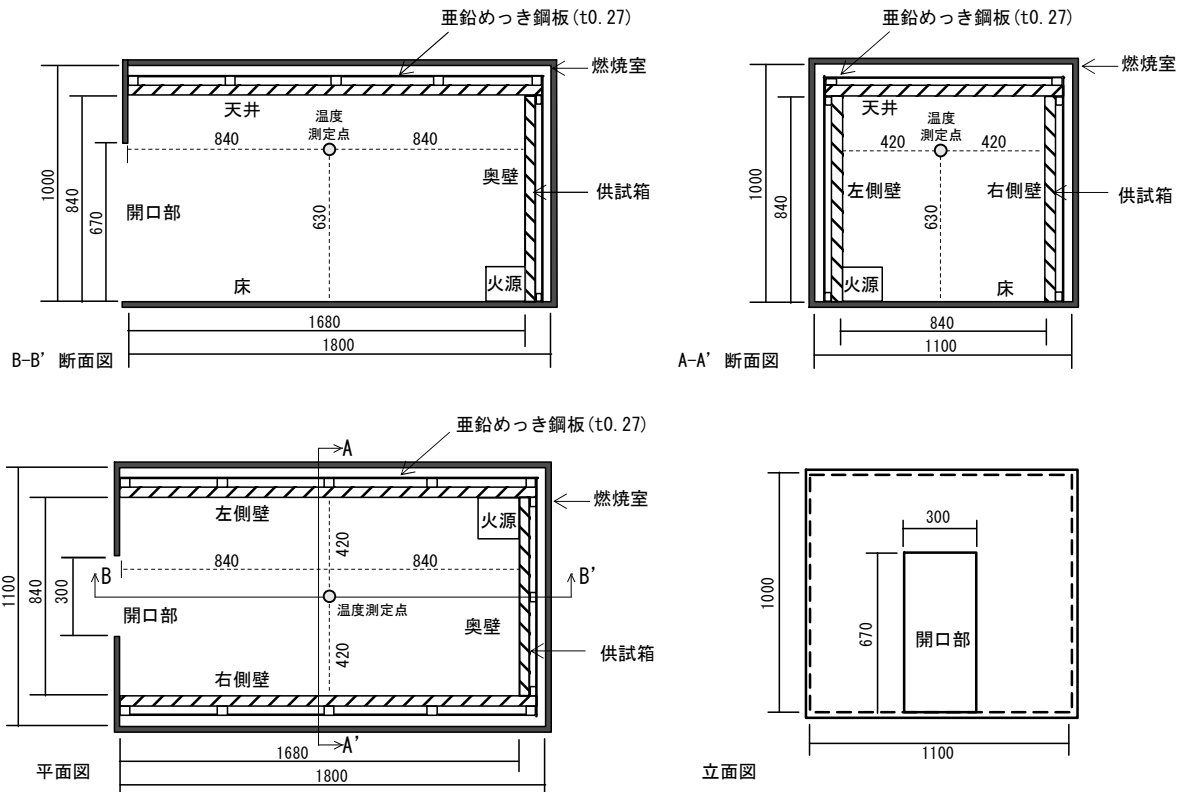 亜鉛めっき鋼板(t0.27)
燃焼室
天井
温度
測定点
840
840
奥壁
供試箱
1000
840
670
開口部
630
床
火源
1680
1800
B-B’ 断面図
亜鉛めっき鋼板(t0.27)
燃焼室
天井
温度
測定点
420
420
左側壁
右側壁
供試箱
1000
840
630
火源
床
840
1100
A-A’ 断面図
亜鉛めっき鋼板(t0.27)
A
燃焼室
左側壁
火源
420
840
840
B
B’
1100
840
300
開口部
温度測定点
奥壁
420
供試箱
右側壁
A’
1680
1800
平面図
300
1000
670
開口部
1100
立面図